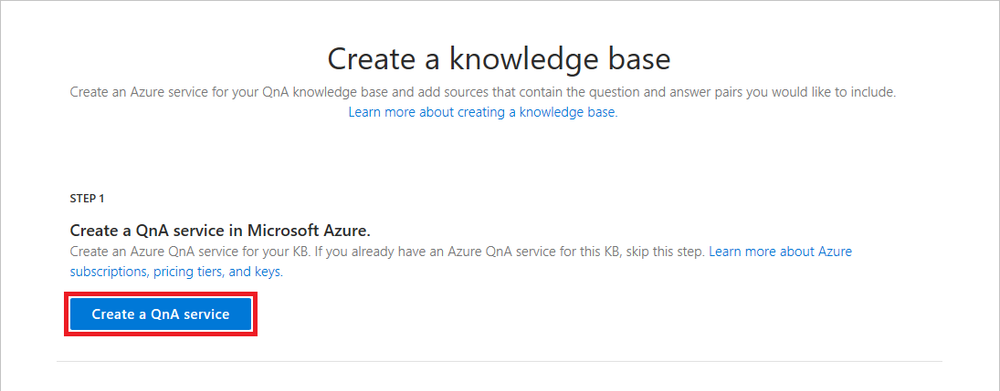 Create a knowledge base
Create an Azure service for your QnA knowledge base and add sources that contain the question and answer pairs you would like to include.
Learn more about creating a knowledge base.
STEP 1
Create a QnA service in Microsoft Azure.
Create an Azure QnA service for your KB. If you already have an Azure QnA service for this KB, skip this step. Learn more about Azure
subscriptions, pricing tiers, and keys.
Create a QnA service